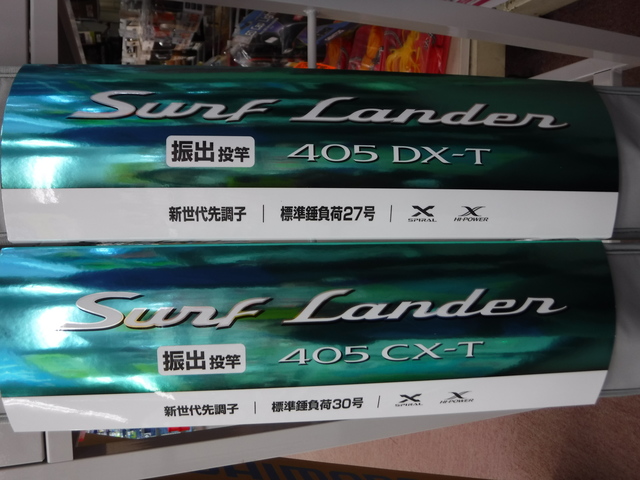 Surf Lander
振出投竿 405 DX-T
新世代先調子 標準錘負荷27号 X SPIRAL X HI-POWER
Surf Lander
振出投竿 405 CX-T
新世代先調子 標準錘負荷30号 X SPIRAL X HI-POWER